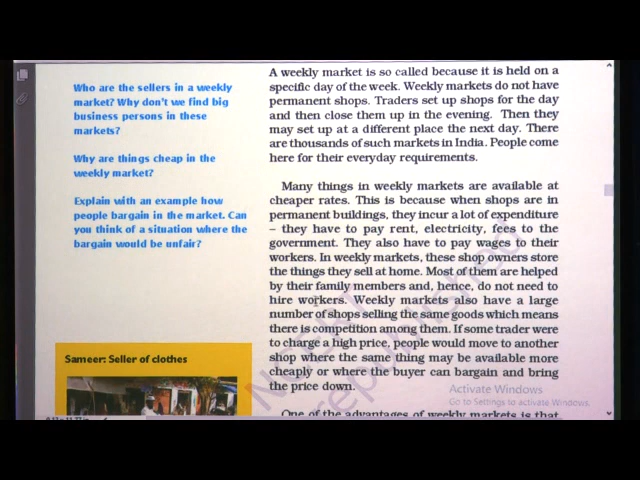 Who are the sellers in a weekly
market? Why don't we find big
business persons in these
markets?
Why are things cheap in the
weekly market?
Explain with an example how
people bargain in the market. Can
you think of a situation where the
bargain would be unfair?
Sameer: Seller of clothes
A weekly market is so called because it is held on a
specific day of the week. Weekly markets do not have
permanent shops. Traders set up shops for the day
and then close them up in the evening. Then they
may set up at a different place the next day. There
are thousands of such markets in India. People come
here for their everyday requirements.
Many things in weekly markets are available at
cheaper rates. This is because when shops are in
permanent buildings, they incur a lot of expenditure
– they have to pay rent, electricity, fees to the
government. They also have to pay wages to their
workers. In weekly markets, these shop owners store
the things they sell at home. Most of them are helped
by their family members and, hence, do not need to
hire workers. Weekly markets also have a large
number of shops selling the same goods which means
there is competition among them. If some trader were
to charge a high price, people would move to another
shop where the same thing may be available more
cheaply or where the buyer can bargain and bring
the price down.
One of the advantages of weekly markets is that
Activate Windows
Go to Settings to activate Windows.